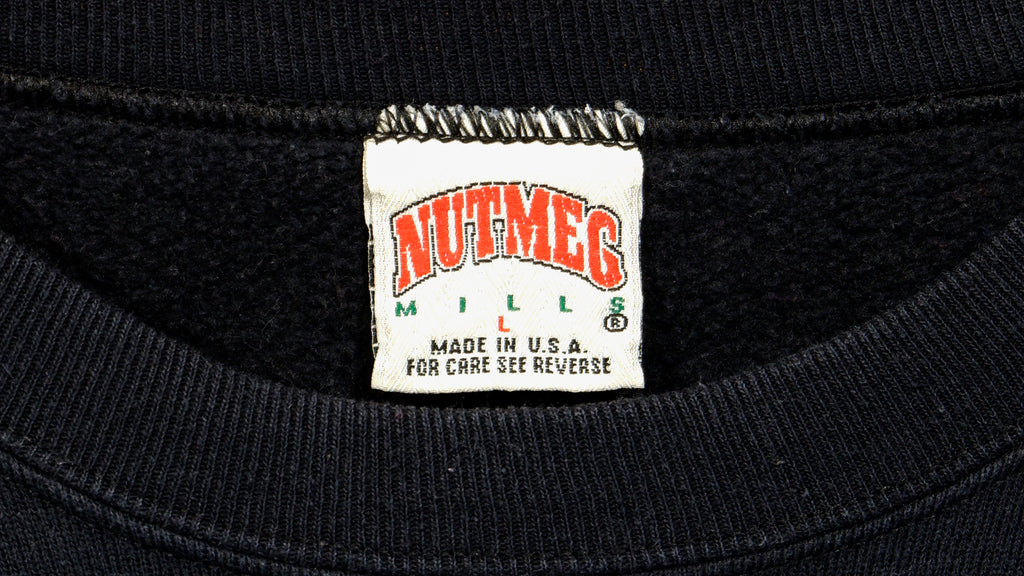 NUTMEG
MILLS
®
L
MADE IN U.S.A.
FOR CARE SEE REVERSE